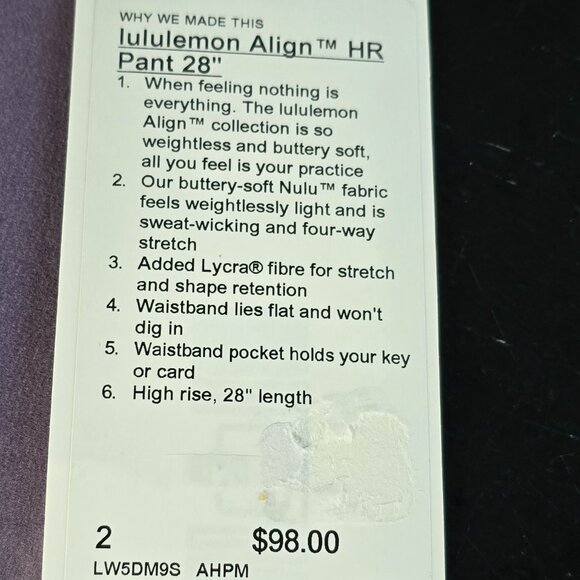 WHY WE MADE THIS
lululemon Align™ HR
Pant 28"
1. When feeling nothing is
everything. The lululemon
Align™ collection is so
weightless and buttery soft,
all you feel is your practice
2. Our buttery-soft Nulu™ fabric
feels weightlessly light and is
sweat-wicking and four-way
stretch
3. Added Lycra® fibre for stretch
and shape retention
4. Waistband lies flat and won't
dig in
5. Waistband pocket holds your key
or card
6. High rise, 28" length
2 $98.00
LW5DM9S AHPM